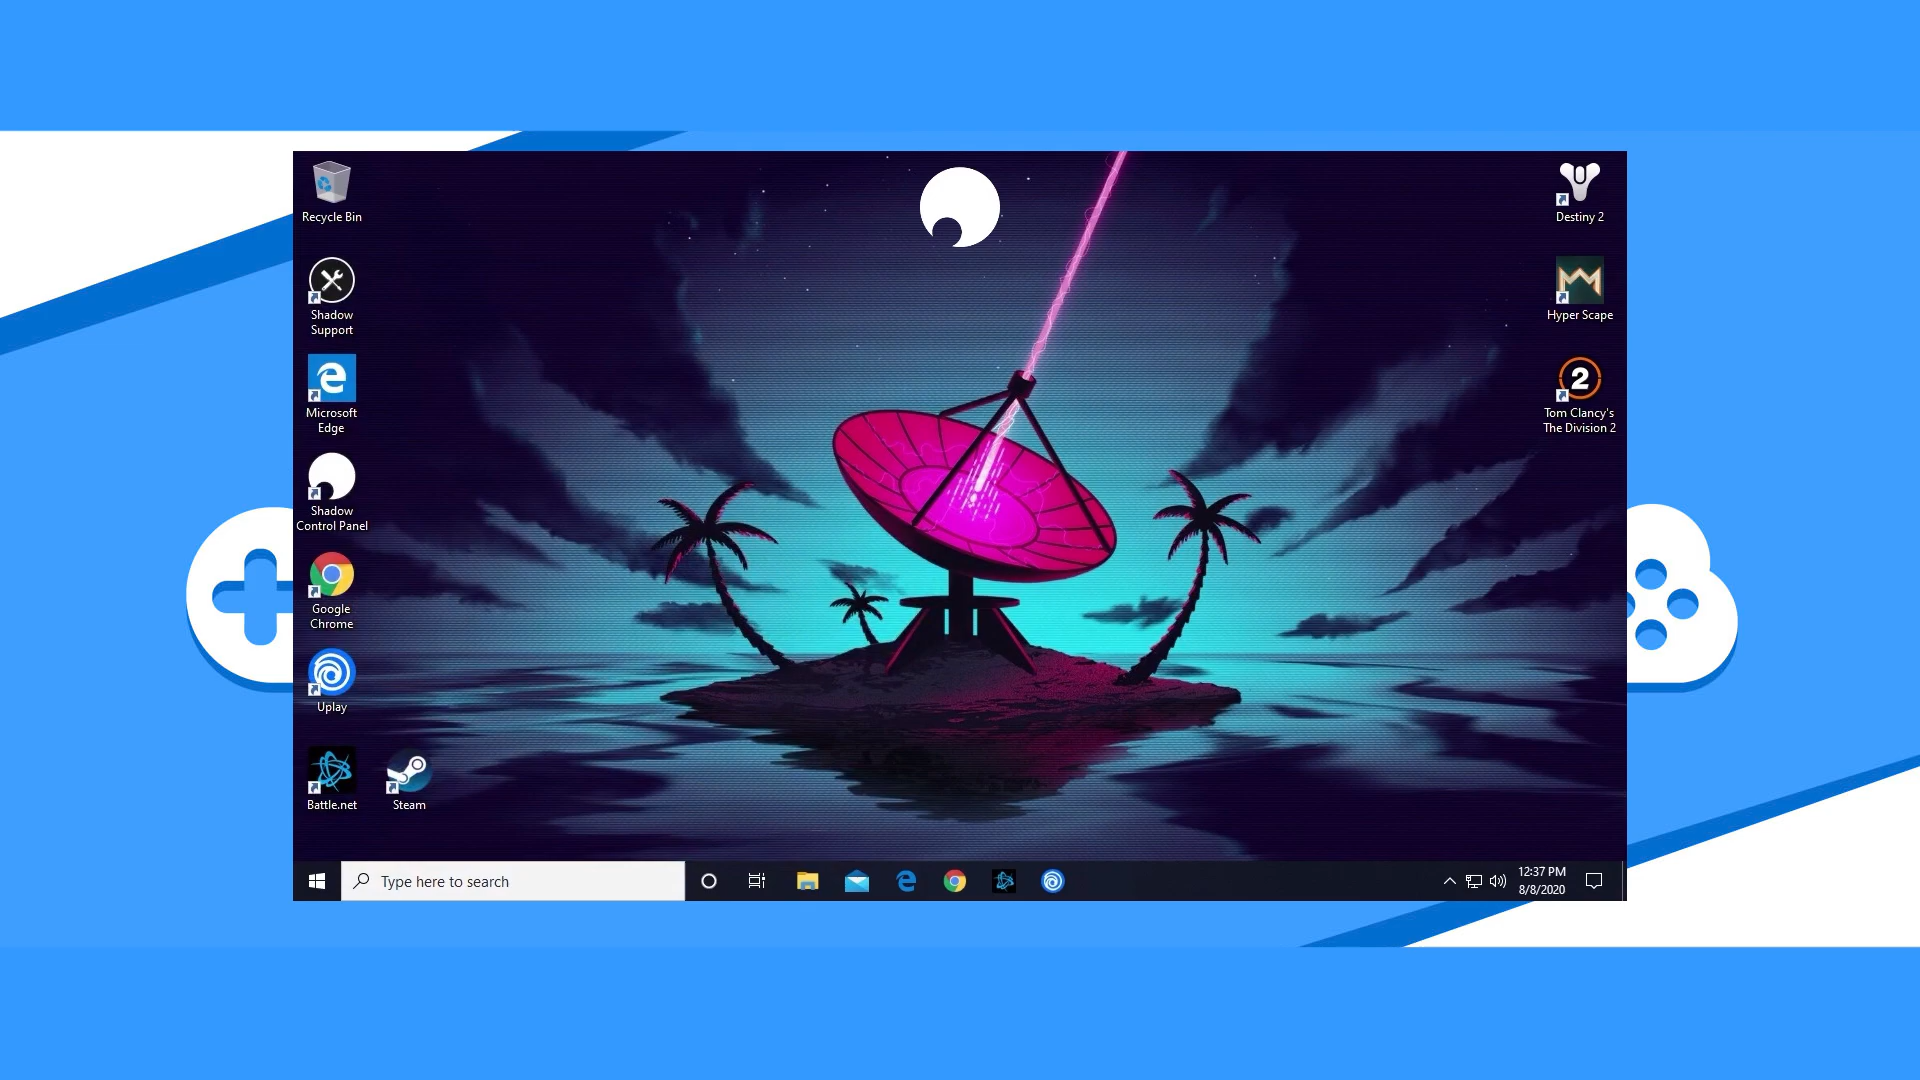 Recycle Bin
Shadow
Support
Microsoft
Edge
Shadow
Control Panel
Google
Chrome
Uplay
Battle.net
Steam
Destiny 2
Hyper Scape
2
Tom Clancy's
The Division 2
Type here to search
12:37 PM
8/8/2020